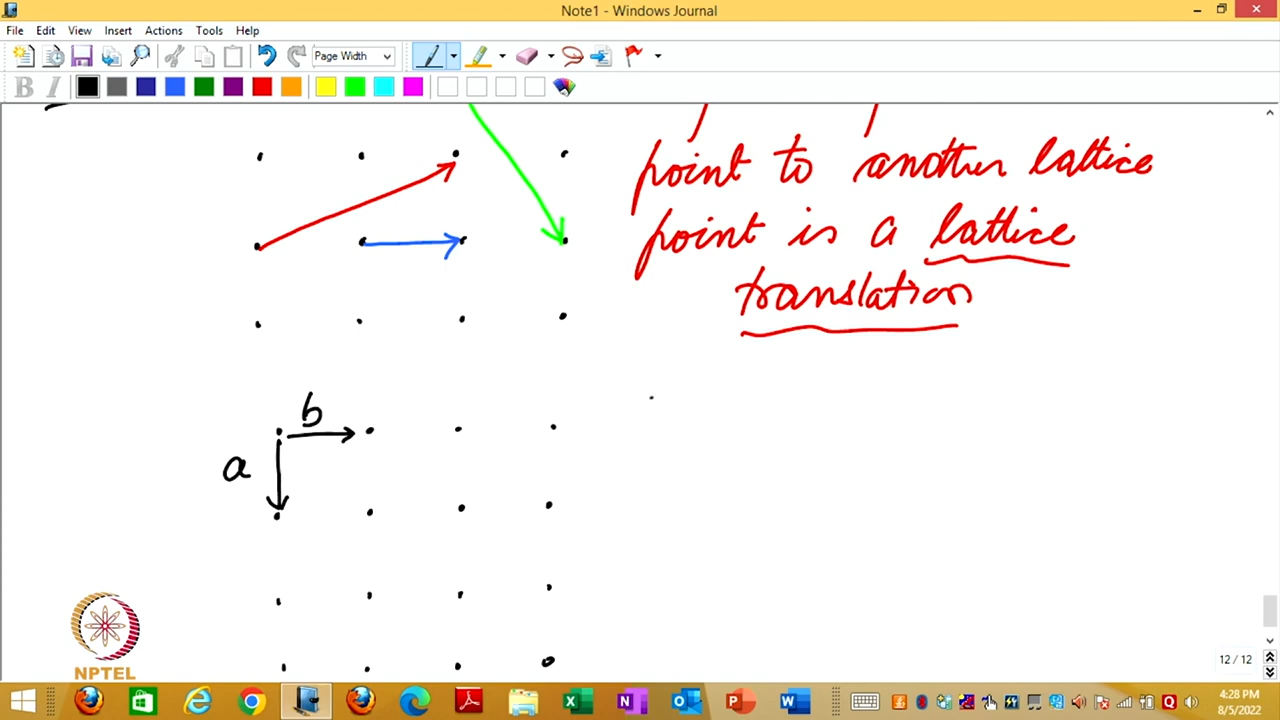 Note1 - Windows Journal
File Edit View Insert Actions Tools Help
Page Width
B I
point to another lattice
point is a lattice
translation
b
a
NPTEL
12 / 12
4:28 PM
8/5/2022